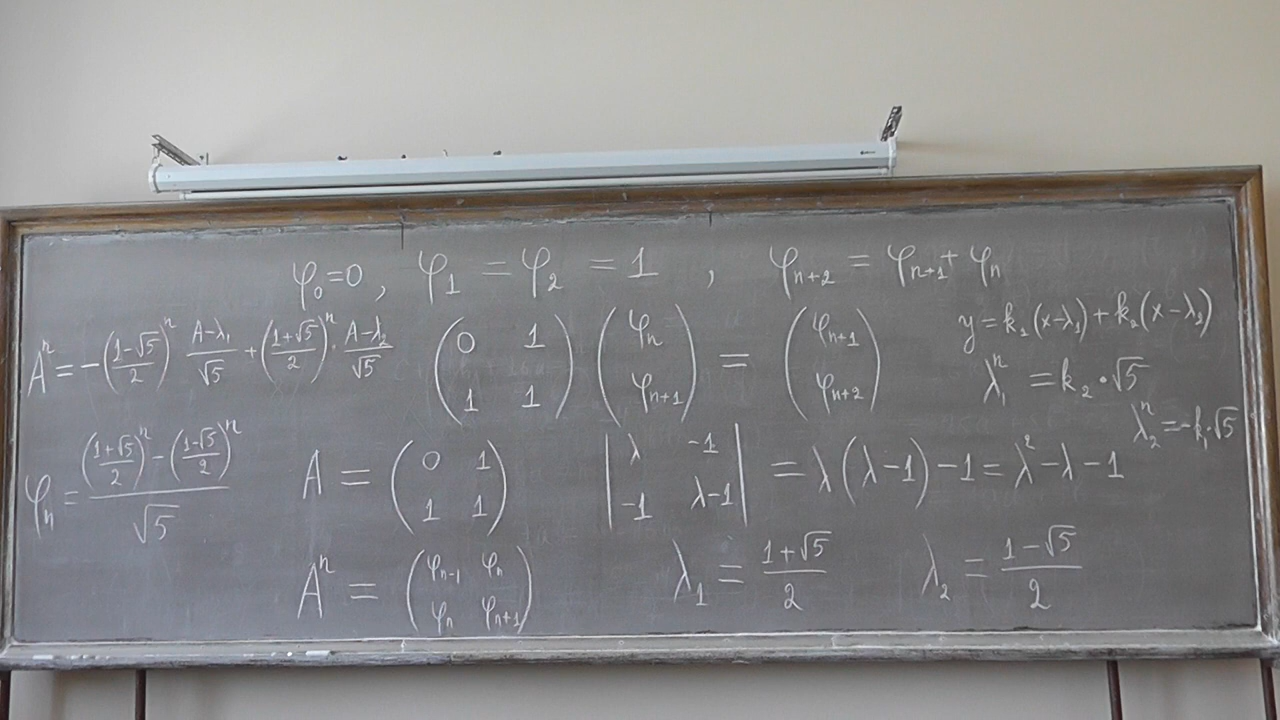 φ₀=0, φ₁ = φ₂ = 1 , φₙ₊₂ = φₙ₊₁ + φₙ
Aⁿ = -((1-√5)/2)ⁿ (A-λ₁)/√5 + ((1+√5)/2)ⁿ · (A-λ₂)/√5
(0 1; 1 1) (φₙ; φₙ₊₁) = (φₙ₊₁; φₙ₊₂)
y = k₁(x-λ₁) + k₂(x-λ₂)
λ₁ⁿ = k₂·√5
λ₂ⁿ = -k₁·√5
φₙ = (((1+√5)/2)ⁿ - ((1-√5)/2)ⁿ)/√5
A = (0 1; 1 1)
|λ -1; -1 λ-1| = λ(λ-1)-1 = λ²-λ-1
Aⁿ = (φₙ₋₁ φₙ; φₙ φₙ₊₁)
λ₁ = (1+√5)/2
λ₂ = (1-√5)/2